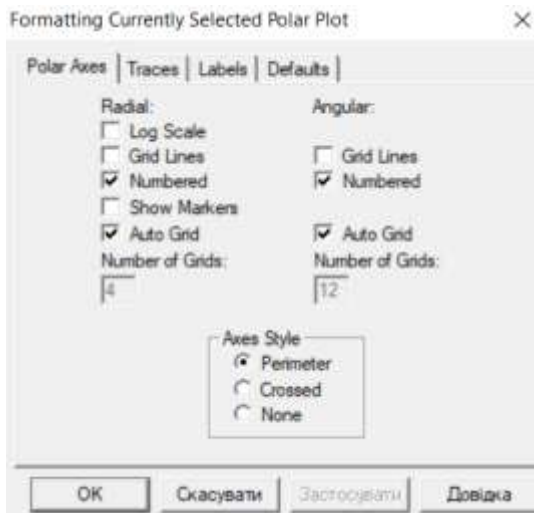 Formatting Currently Selected Polar Plot
Polar Axes Traces Labels Defaults
Radial: Angular:
Log Scale
Grid Lines Grid Lines
Numbered Numbered
Show Markers
Auto Grid Auto Grid
Number of Grids: Number of Grids:
4 12
Axes Style
Perimeter
Crossed
None
OK Скасувати Застосувати Довідка